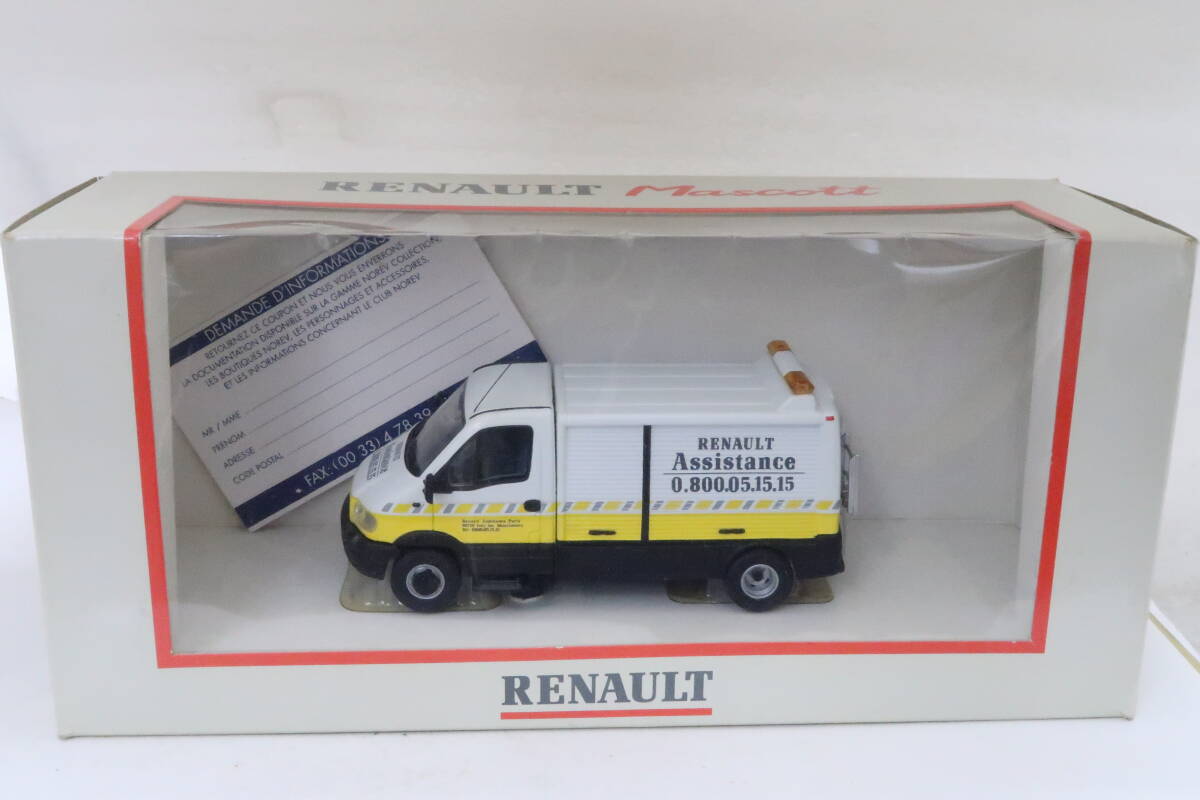 RENAULT Mascott
DEMANDE D'INFORMATIONS
RETOURNEZ CE COUPON ET NOUS VOUS ENVERRONS
LA DOCUMENTATION DISPONIBLE SUR LA GAMME NOREV COLLECTION,
LES BOUTIQUES NOREV, LES PERSONNAGES ET ACCESSOIRES,
ET LES INFORMATIONS CONCERNANT LE CLUB NOREV
MR / MME
PRENOM
ADRESSE
CODE POSTAL
FAX: (00 33) 4 78 39
RENAULT
Assistance
0.800.05.15.15
RENAULT